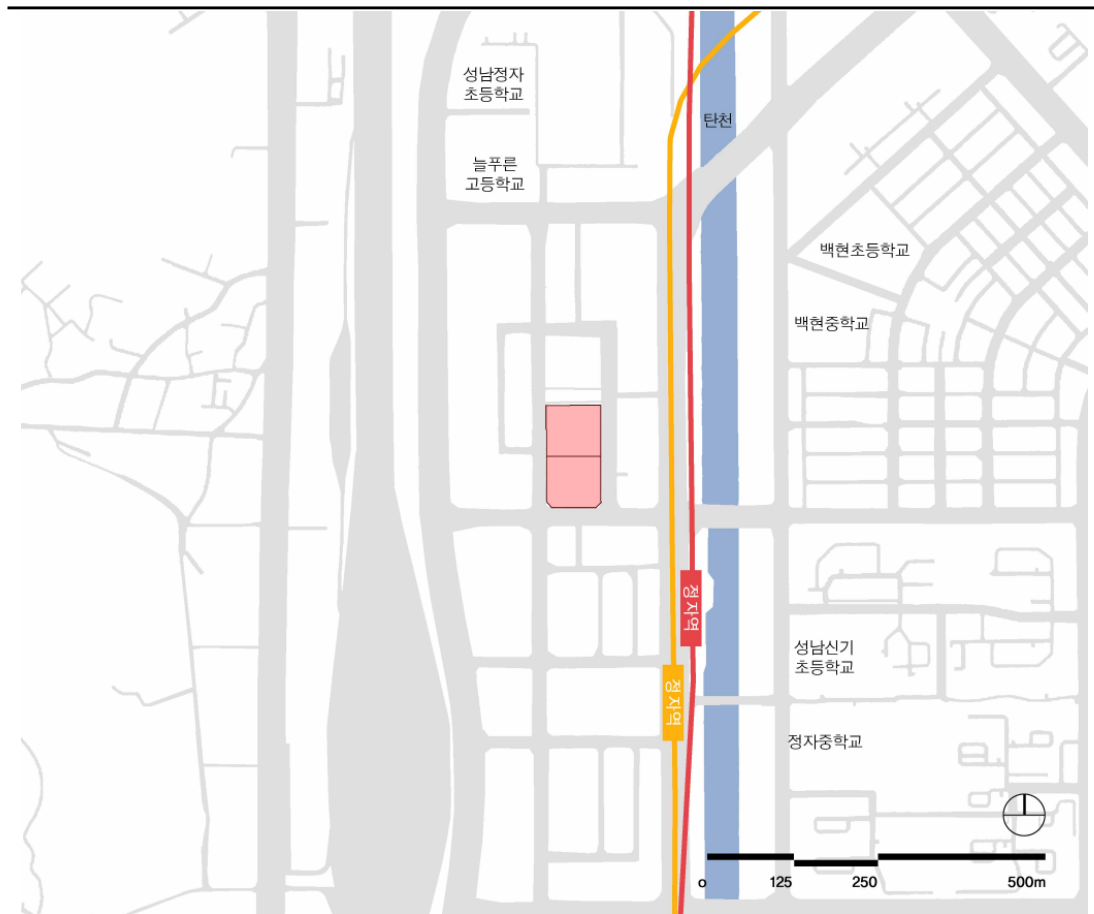 성남정자
초등학교
탄천
늘푸른
고등학교
백현초등학교
백현중학교
정자역
성남신기
초등학교
정자역
정자중학교
o 125 250 500m